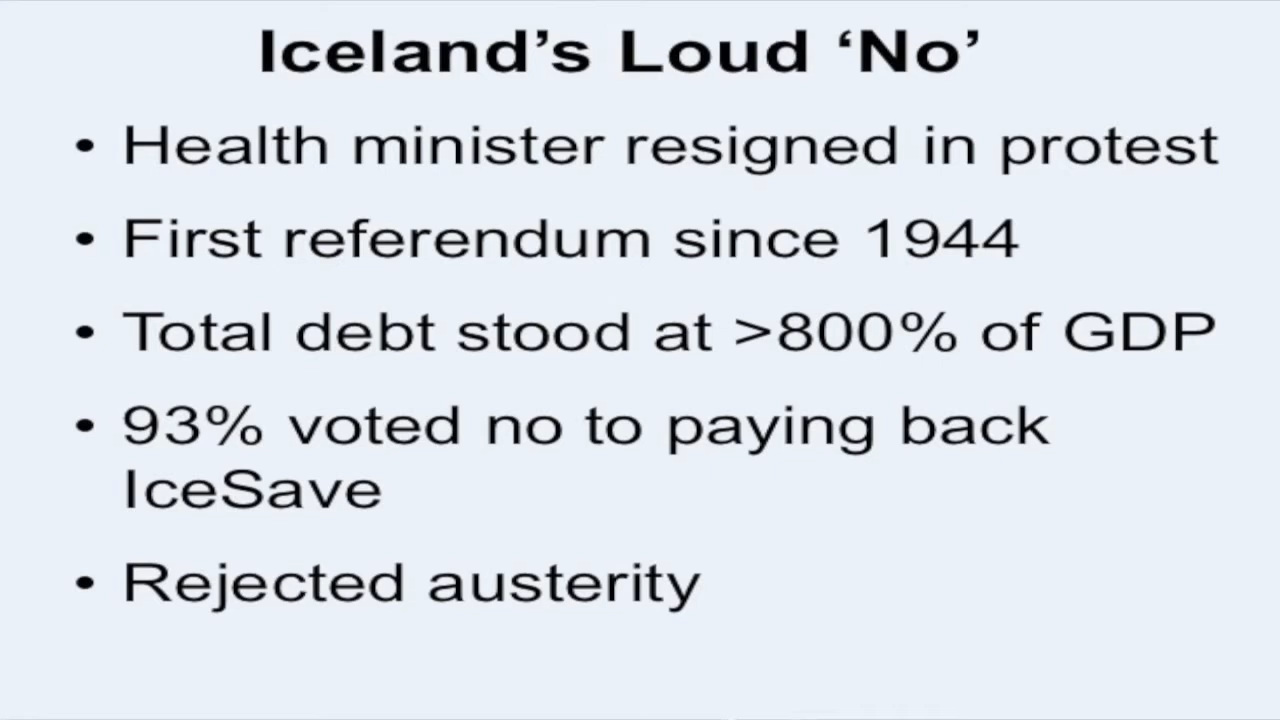 Iceland’s Loud ‘No’
• Health minister resigned in protest
• First referendum since 1944
• Total debt stood at >800% of GDP
• 93% voted no to paying back
IceSave
• Rejected austerity